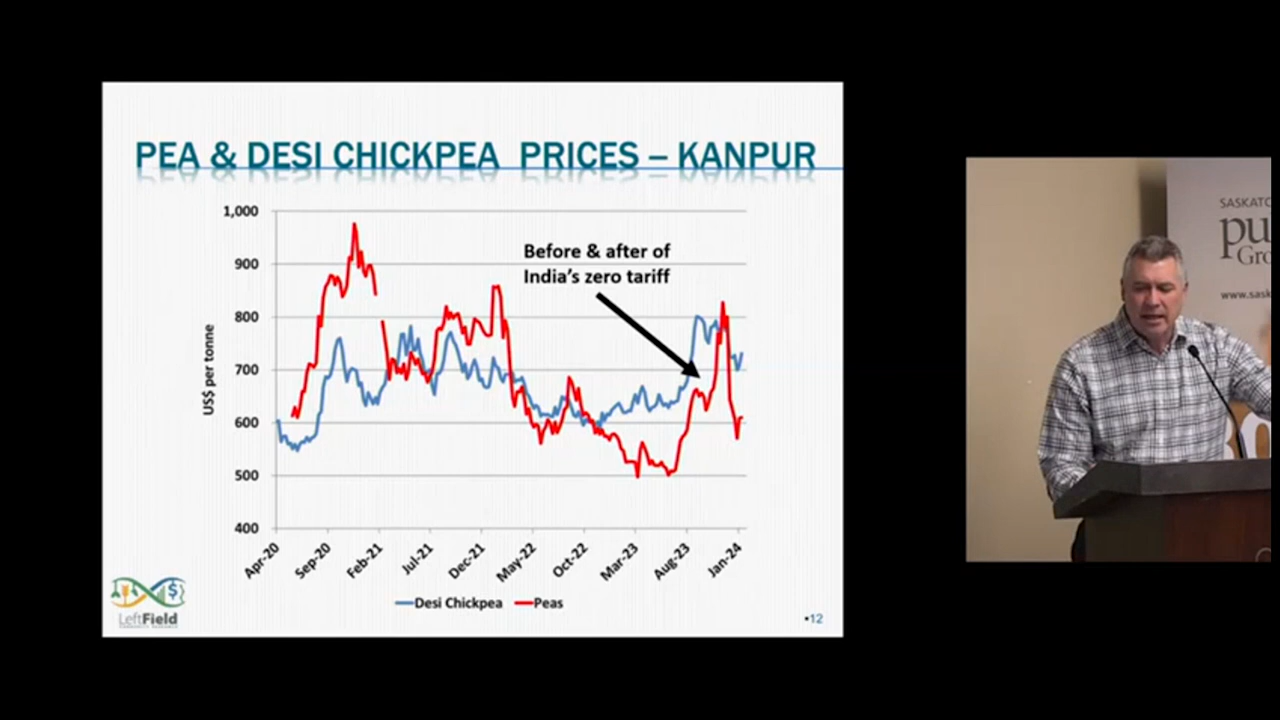 PEA & DESI CHICKPEA PRICES – KANPUR
1,000
900
800
700
600
500
400
US$ per tonne
Before & after of
India's zero tariff
Apr-20
Sep-20
Feb-21
Jul-21
Dec-21
May-22
Oct-22
Mar-23
Aug-23
Jan-24
Desi Chickpea
Peas
LeftField
▪12
SASKATC
pu
Gro
www.sask